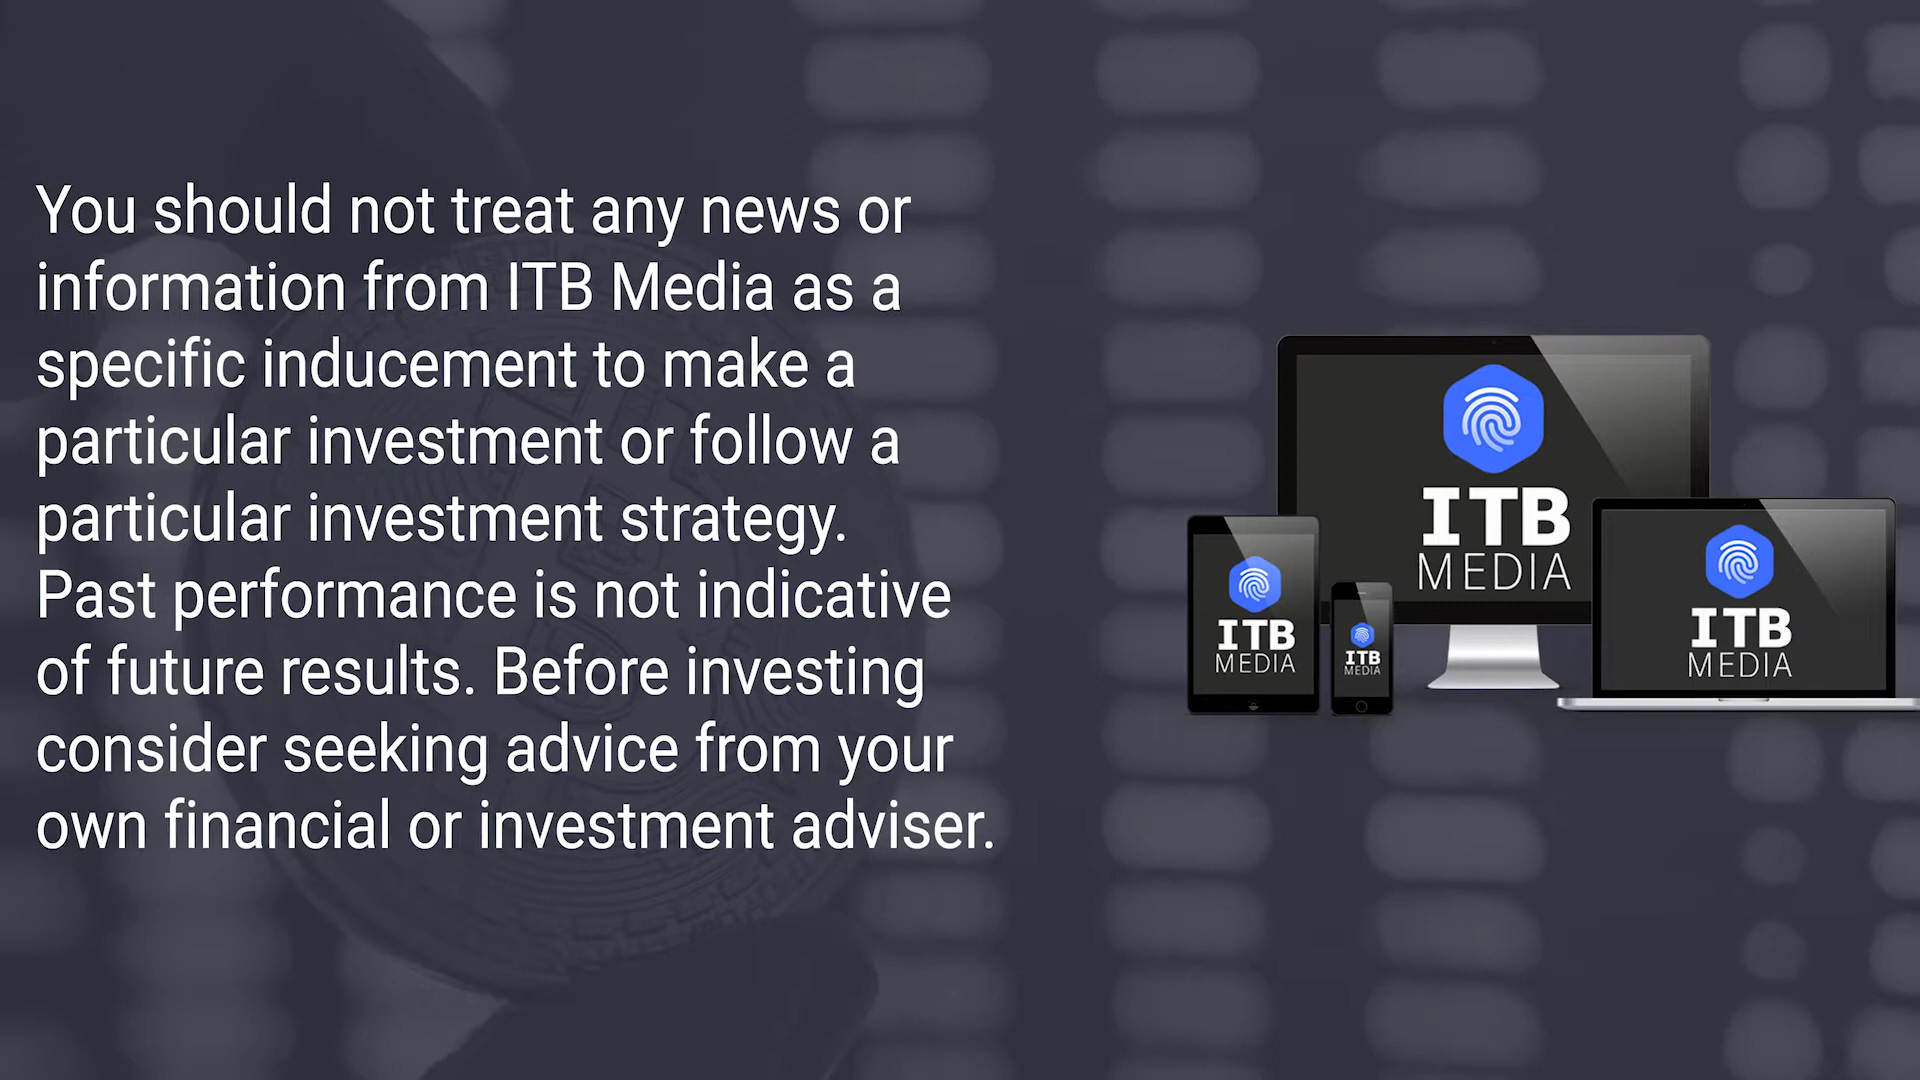 You should not treat any news or
information from ITB Media as a
specific inducement to make a
particular investment or follow a
particular investment strategy.
Past performance is not indicative
of future results. Before investing
consider seeking advice from your
own financial or investment adviser.
ITB
MEDIA
ITB
MEDIA
ITB
MEDIA
ITB
MEDIA